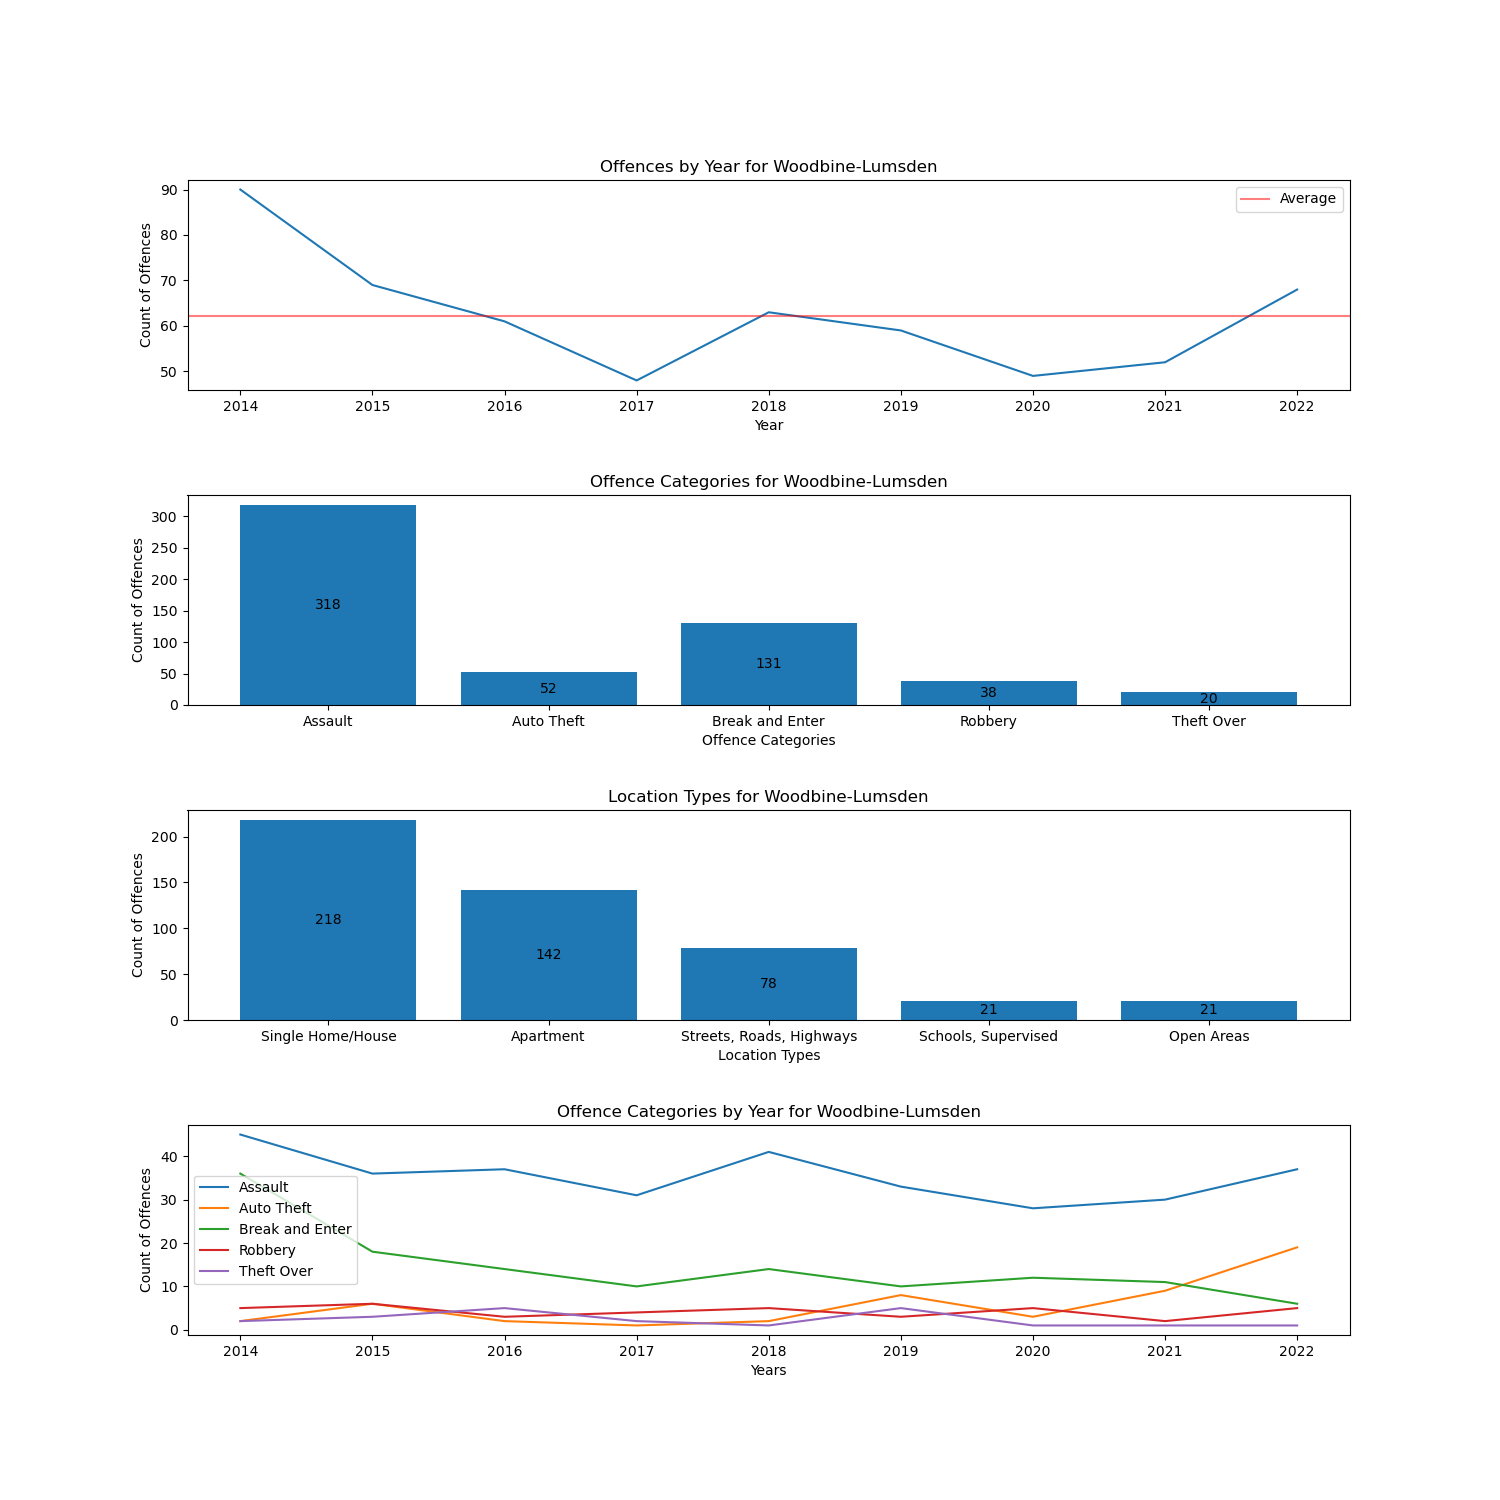 Offences by Year for Woodbine-Lumsden
Count of Offences
90
80
70
60
50
Average
2014 2015 2016 2017 2018 2019 2020 2021 2022
Year
Offence Categories for Woodbine-Lumsden
Count of Offences
300
250
200
150
100
50
0
318
52
131
38
20
Assault Auto Theft Break and Enter Robbery Theft Over
Offence Categories
Location Types for Woodbine-Lumsden
Count of Offences
200
150
100
50
0
218
142
78
21
21
Single Home/House Apartment Streets, Roads, Highways Schools, Supervised Open Areas
Location Types
Offence Categories by Year for Woodbine-Lumsden
Count of Offences
40
30
20
10
0
Assault
Auto Theft
Break and Enter
Robbery
Theft Over
2014 2015 2016 2017 2018 2019 2020 2021 2022
Years